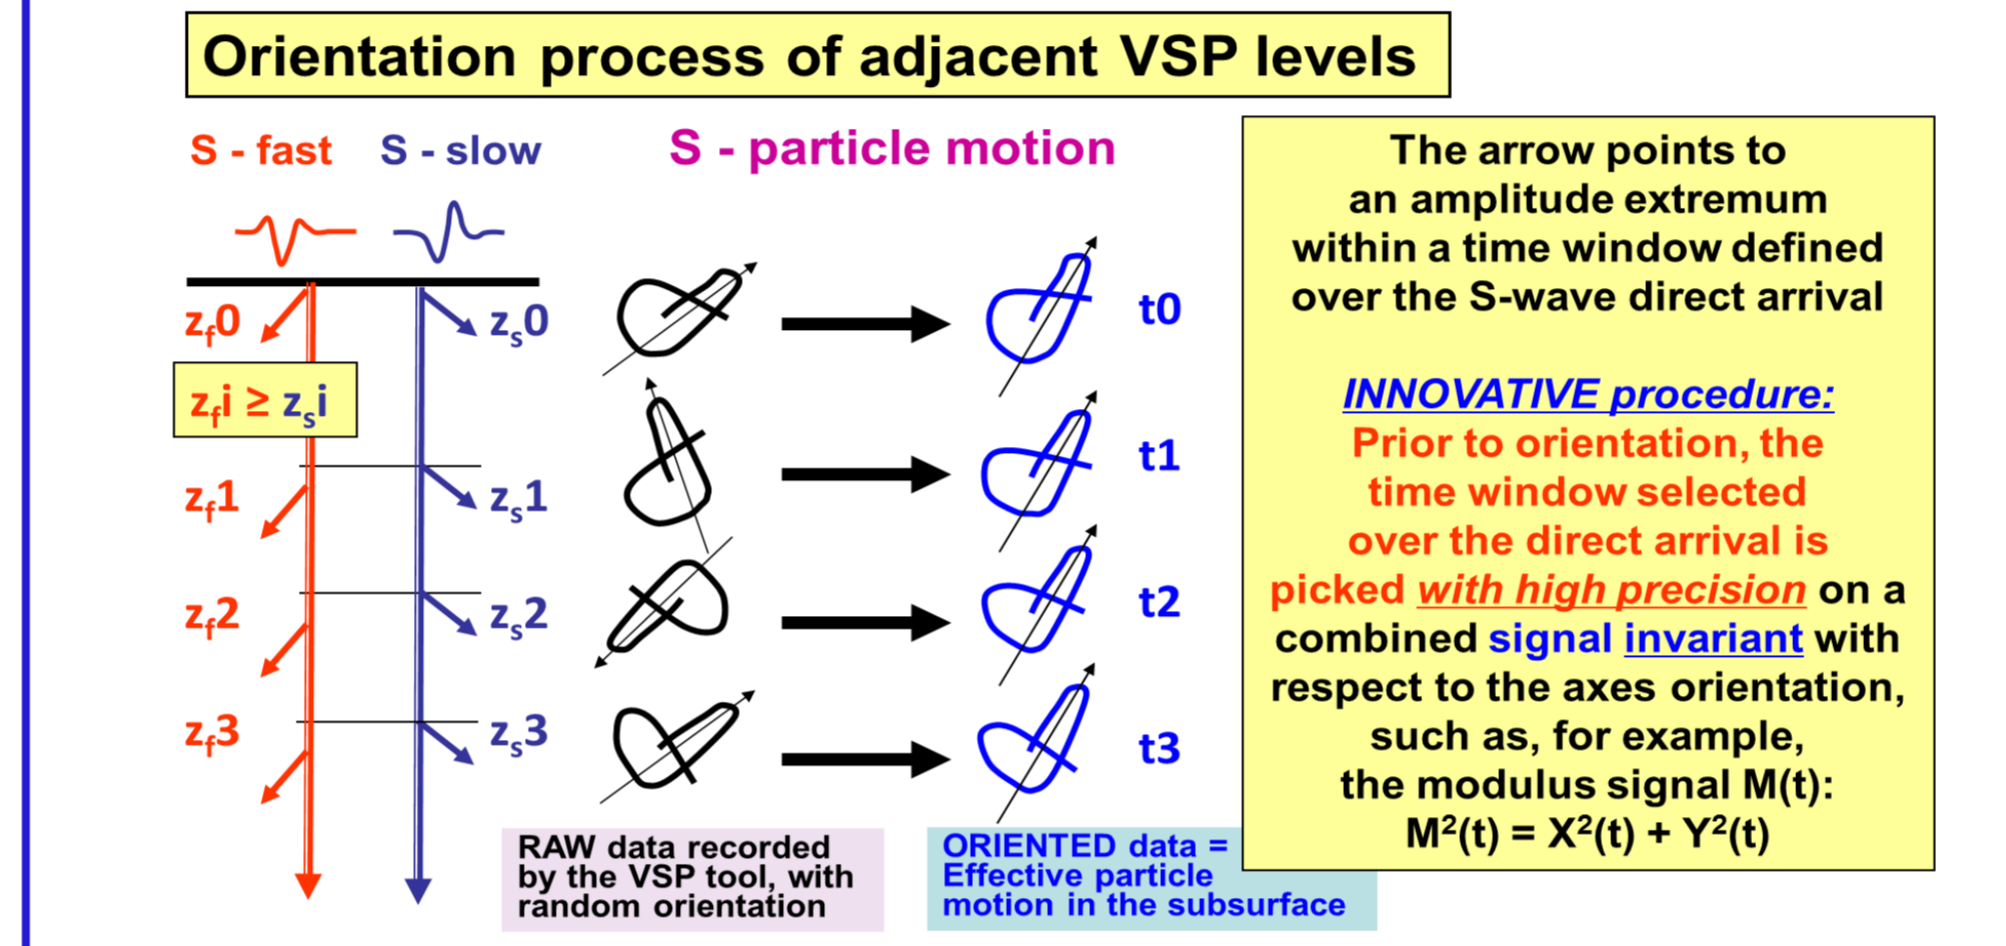 Orientation process of adjacent VSP levels
S - fast
S - slow
S - particle motion
zf0
zs0
zfi ≥ zsi
zf1
zs1
zf2
zs2
zf3
zs3
t0
t1
t2
t3
RAW data recorded
by the VSP tool, with
random orientation
ORIENTED data =
Effective particle
motion in the subsurface
The arrow points to
an amplitude extremum
within a time window defined
over the S-wave direct arrival
INNOVATIVE procedure:
Prior to orientation, the
time window selected
over the direct arrival is
picked with high precision on a
combined signal invariant with
respect to the axes orientation,
such as, for example,
the modulus signal M(t):
M²(t) = X²(t) + Y²(t)